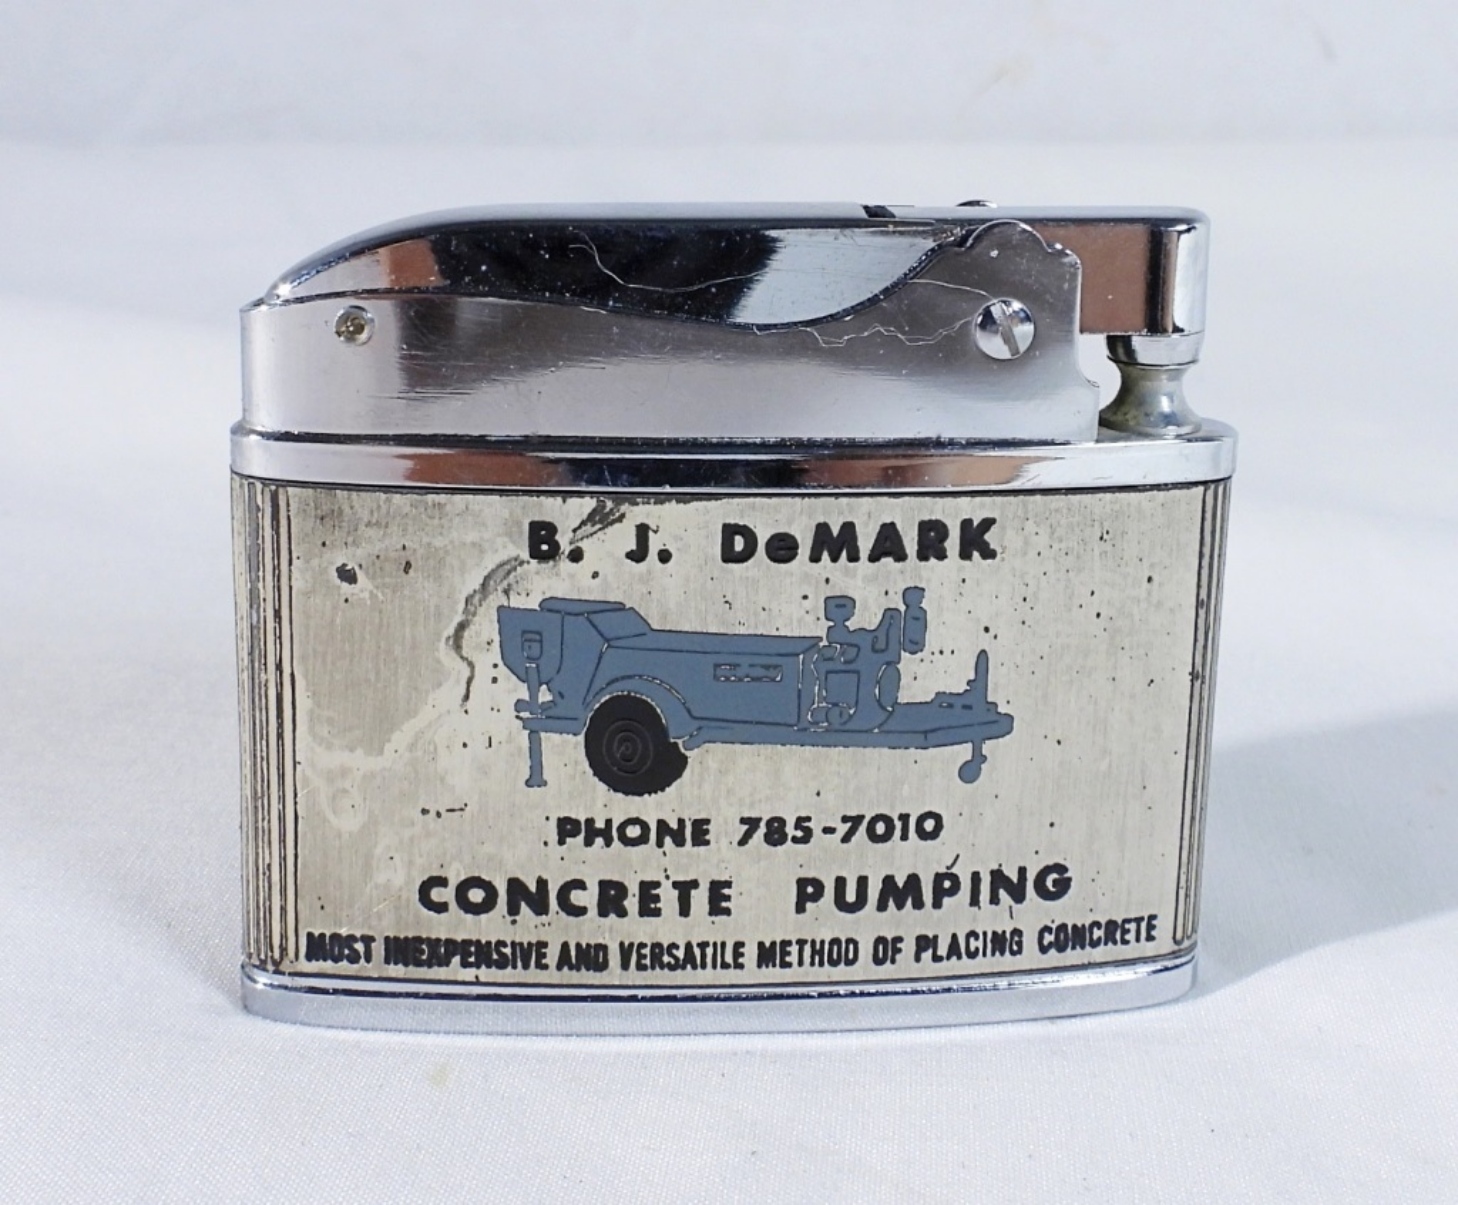 B. J. DeMARK
PHONE 785-7010
CONCRETE PUMPING
MOST INEXPENSIVE AND VERSATILE METHOD OF PLACING CONCRETE